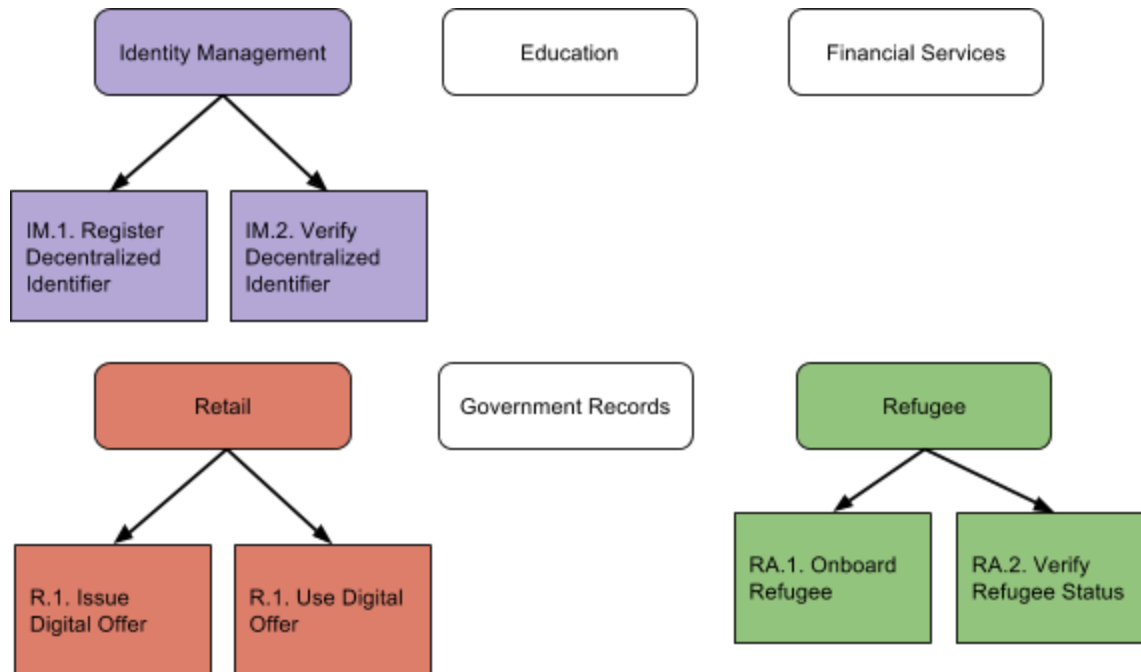 Identity Management
Education
Financial Services
IM.1. Register
Decentralized
Identifier
IM.2. Verify
Decentralized
Identifier
Retail
Government Records
Refugee
R.1. Issue
Digital Offer
R.1. Use Digital
Offer
RA.1. Onboard
Refugee
RA.2. Verify
Refugee Status